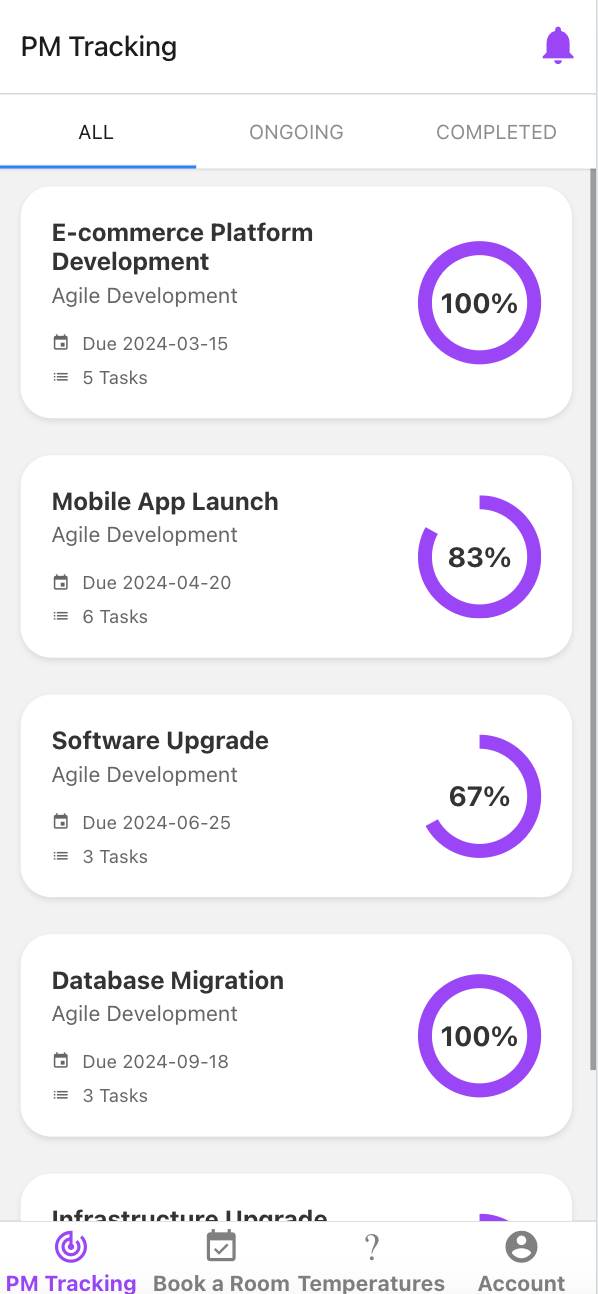 PM Tracking
ALL
ONGOING
COMPLETED
E-commerce Platform
Development
Agile Development
Due 2024-03-15
5 Tasks
100%
Mobile App Launch
Agile Development
Due 2024-04-20
6 Tasks
83%
Software Upgrade
Agile Development
Due 2024-06-25
3 Tasks
67%
Database Migration
Agile Development
Due 2024-09-18
3 Tasks
100%
Infrastructure Upgrade
?
PM Tracking
Book a Room
Temperatures
Account